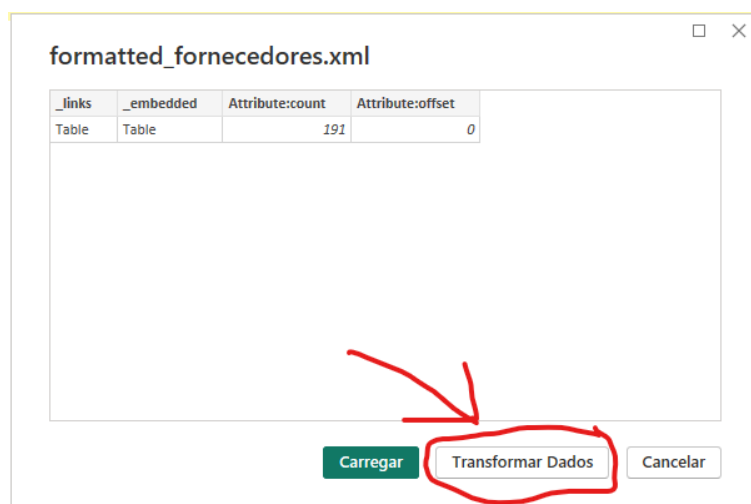 formatted_fornecedores.xml
_links _embedded Attribute:count Attribute:offset
Table Table 191 0
Carregar Transformar Dados Cancelar